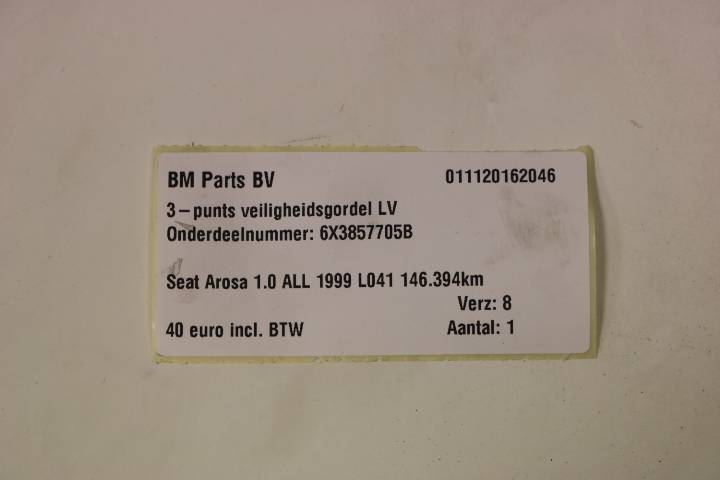 BM Parts BV 011120162046
3-punts veiligheidsgordel LV
Onderdeelnummer: 6X3857705B
Seat Arosa 1.0 ALL 1999 L041 146.394km
Verz: 8
40 euro incl. BTW Aantal: 1